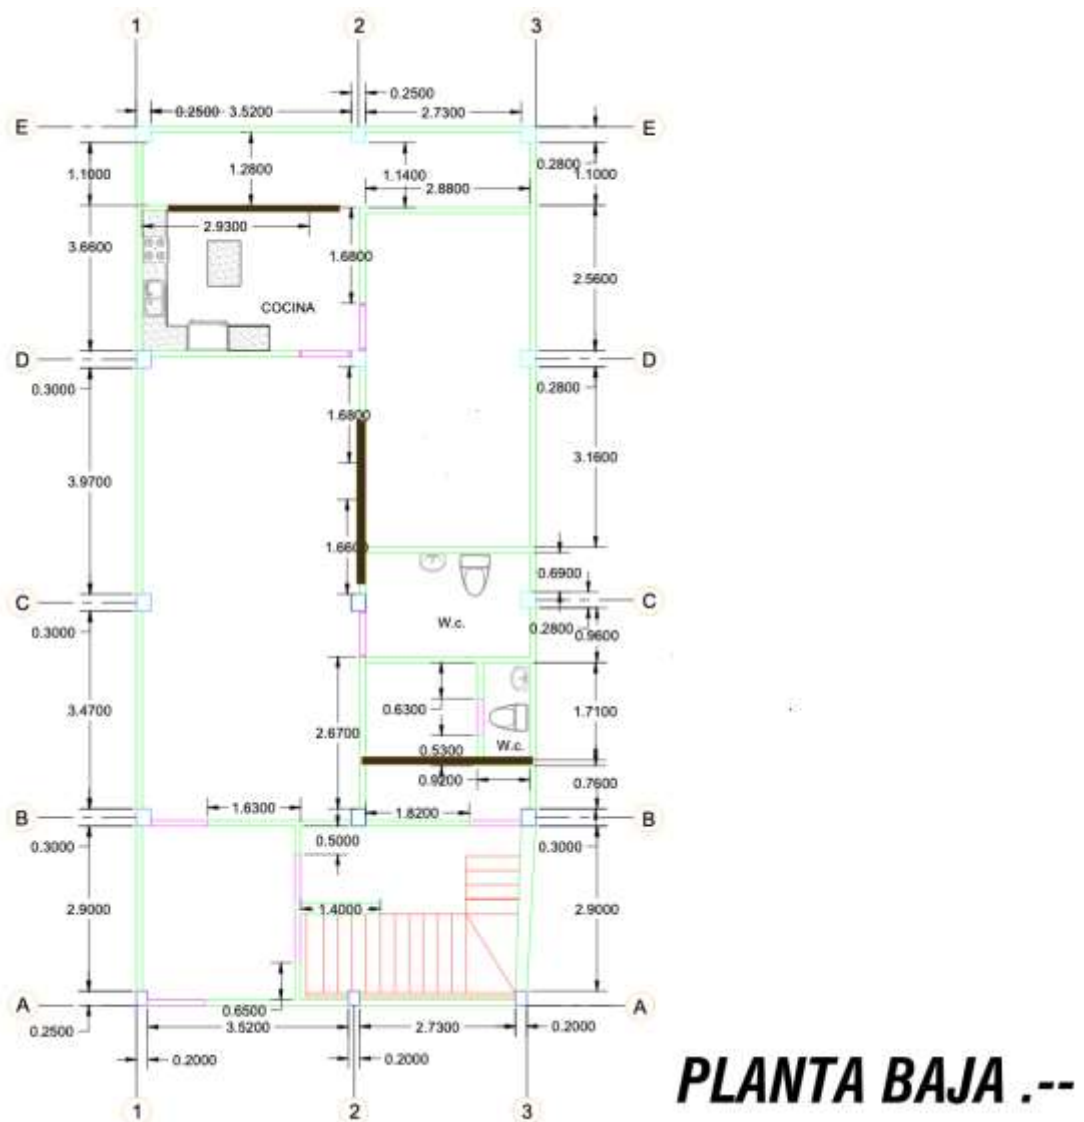 1 2 3
0.2500
0.2500 3.5200 2.7300
E E
0.2800
1.1000 1.2800 1.1400 1.1000
2.8800
2.9300
3.6600 1.6800 2.5600
COCINA
D D
0.3000 0.2800
1.6800
3.9700 3.1600
1.6600
0.6900
C C
W.c.
0.3000 0.2800 0.9600
0.6300 1.7100
3.4700 2.6700
0.5300 W.c.
0.9200 0.7600
1.6300 1.8200
B B
0.3000 0.5000 0.3000
2.9000 1.4000 2.9000
A A
0.6500
0.2500 3.5200 2.7300 0.2000
0.2000 0.2000
1 2 3
PLANTA BAJA .--